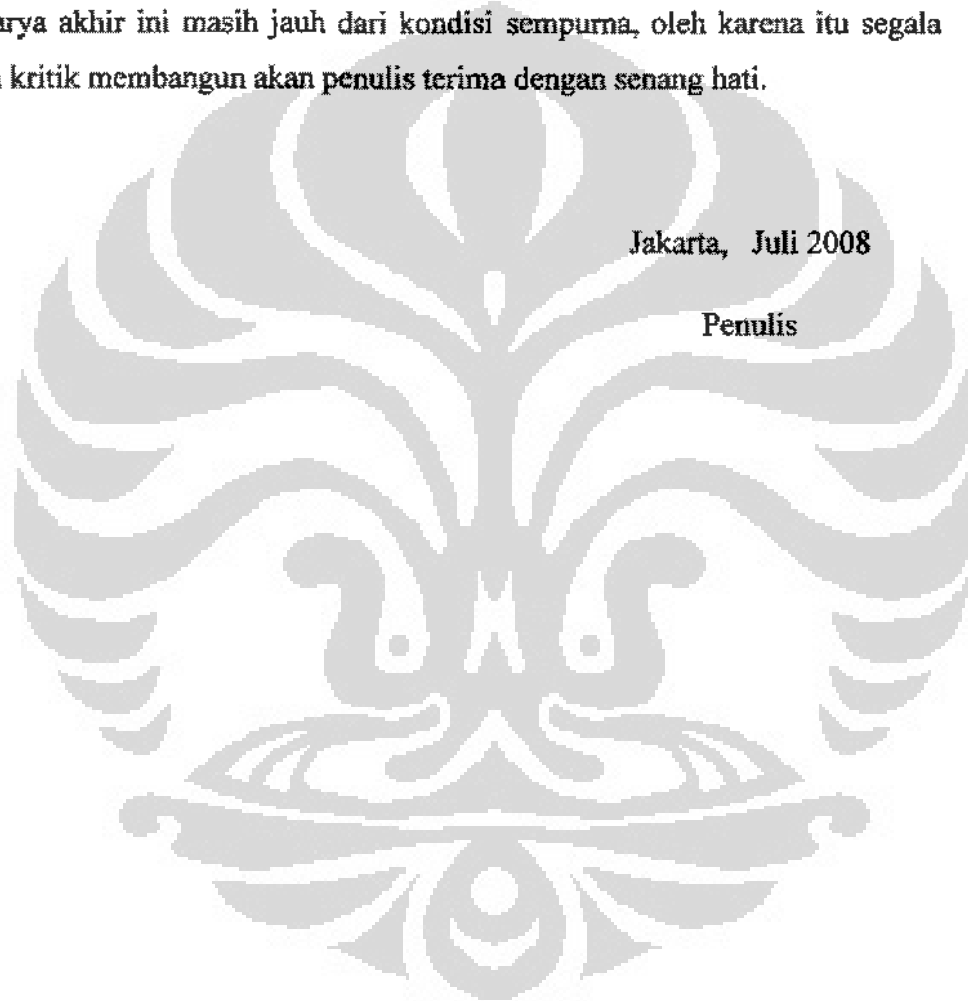 arya akhir ini masih jauh dari kondisi sempurna, oleh karena itu segala
kritik membangun akan penulis terima dengan senang hati.
Jakarta, Juli 2008
Penulis